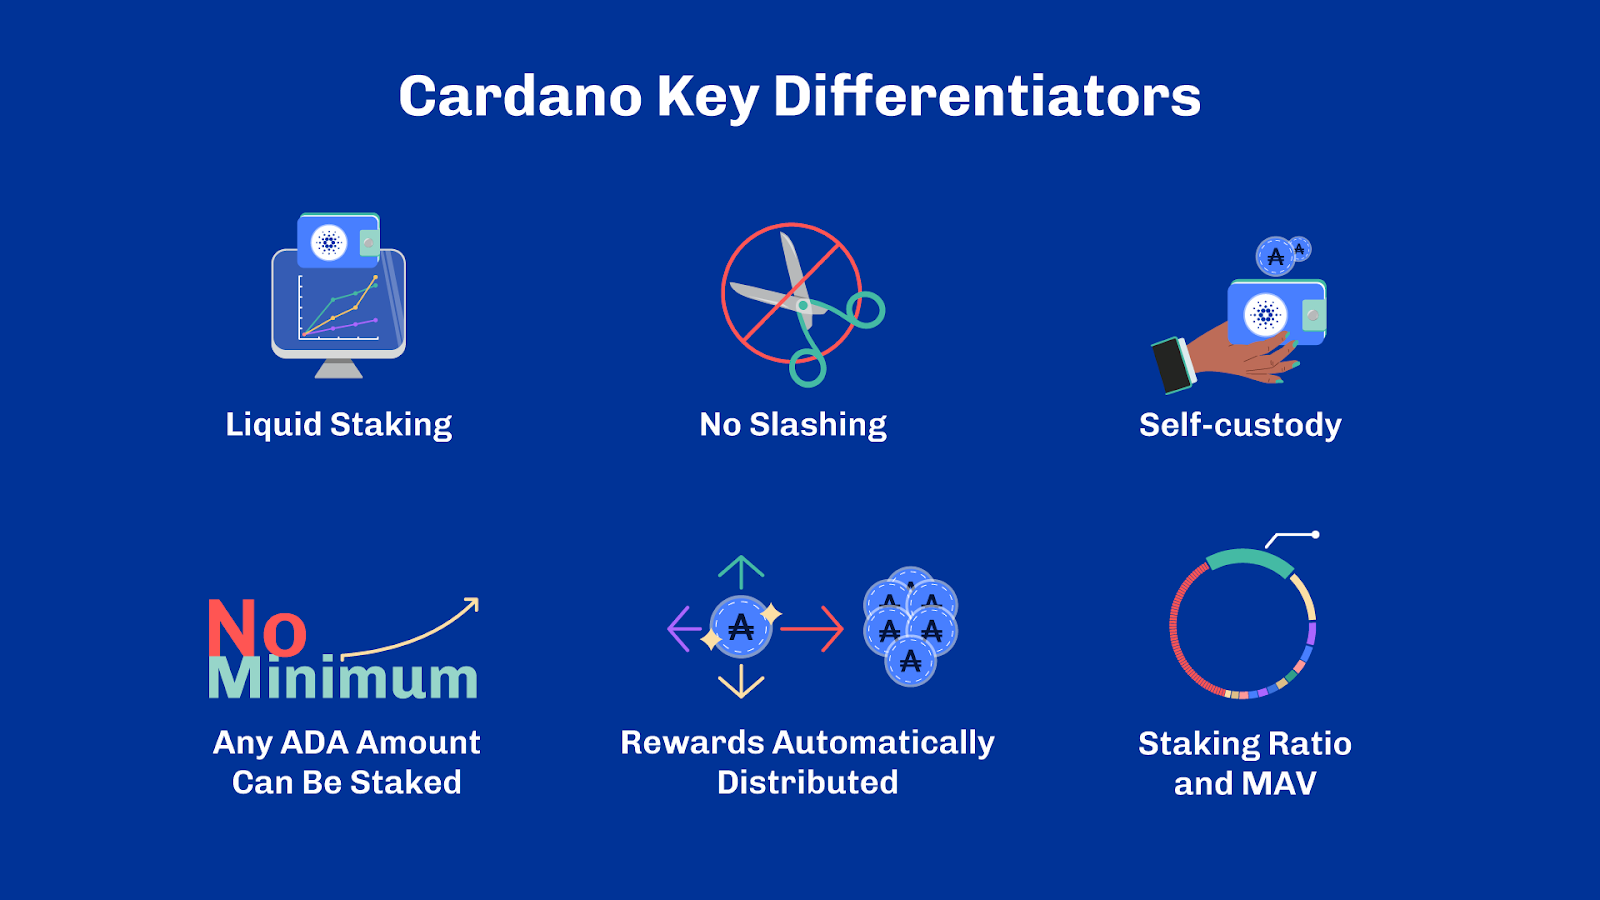 Cardano Key Differentiators
Liquid Staking
No Slashing
Self-custody
No
Minimum
Any ADA Amount
Can Be Staked
Rewards Automatically
Distributed
Staking Ratio
and MAV